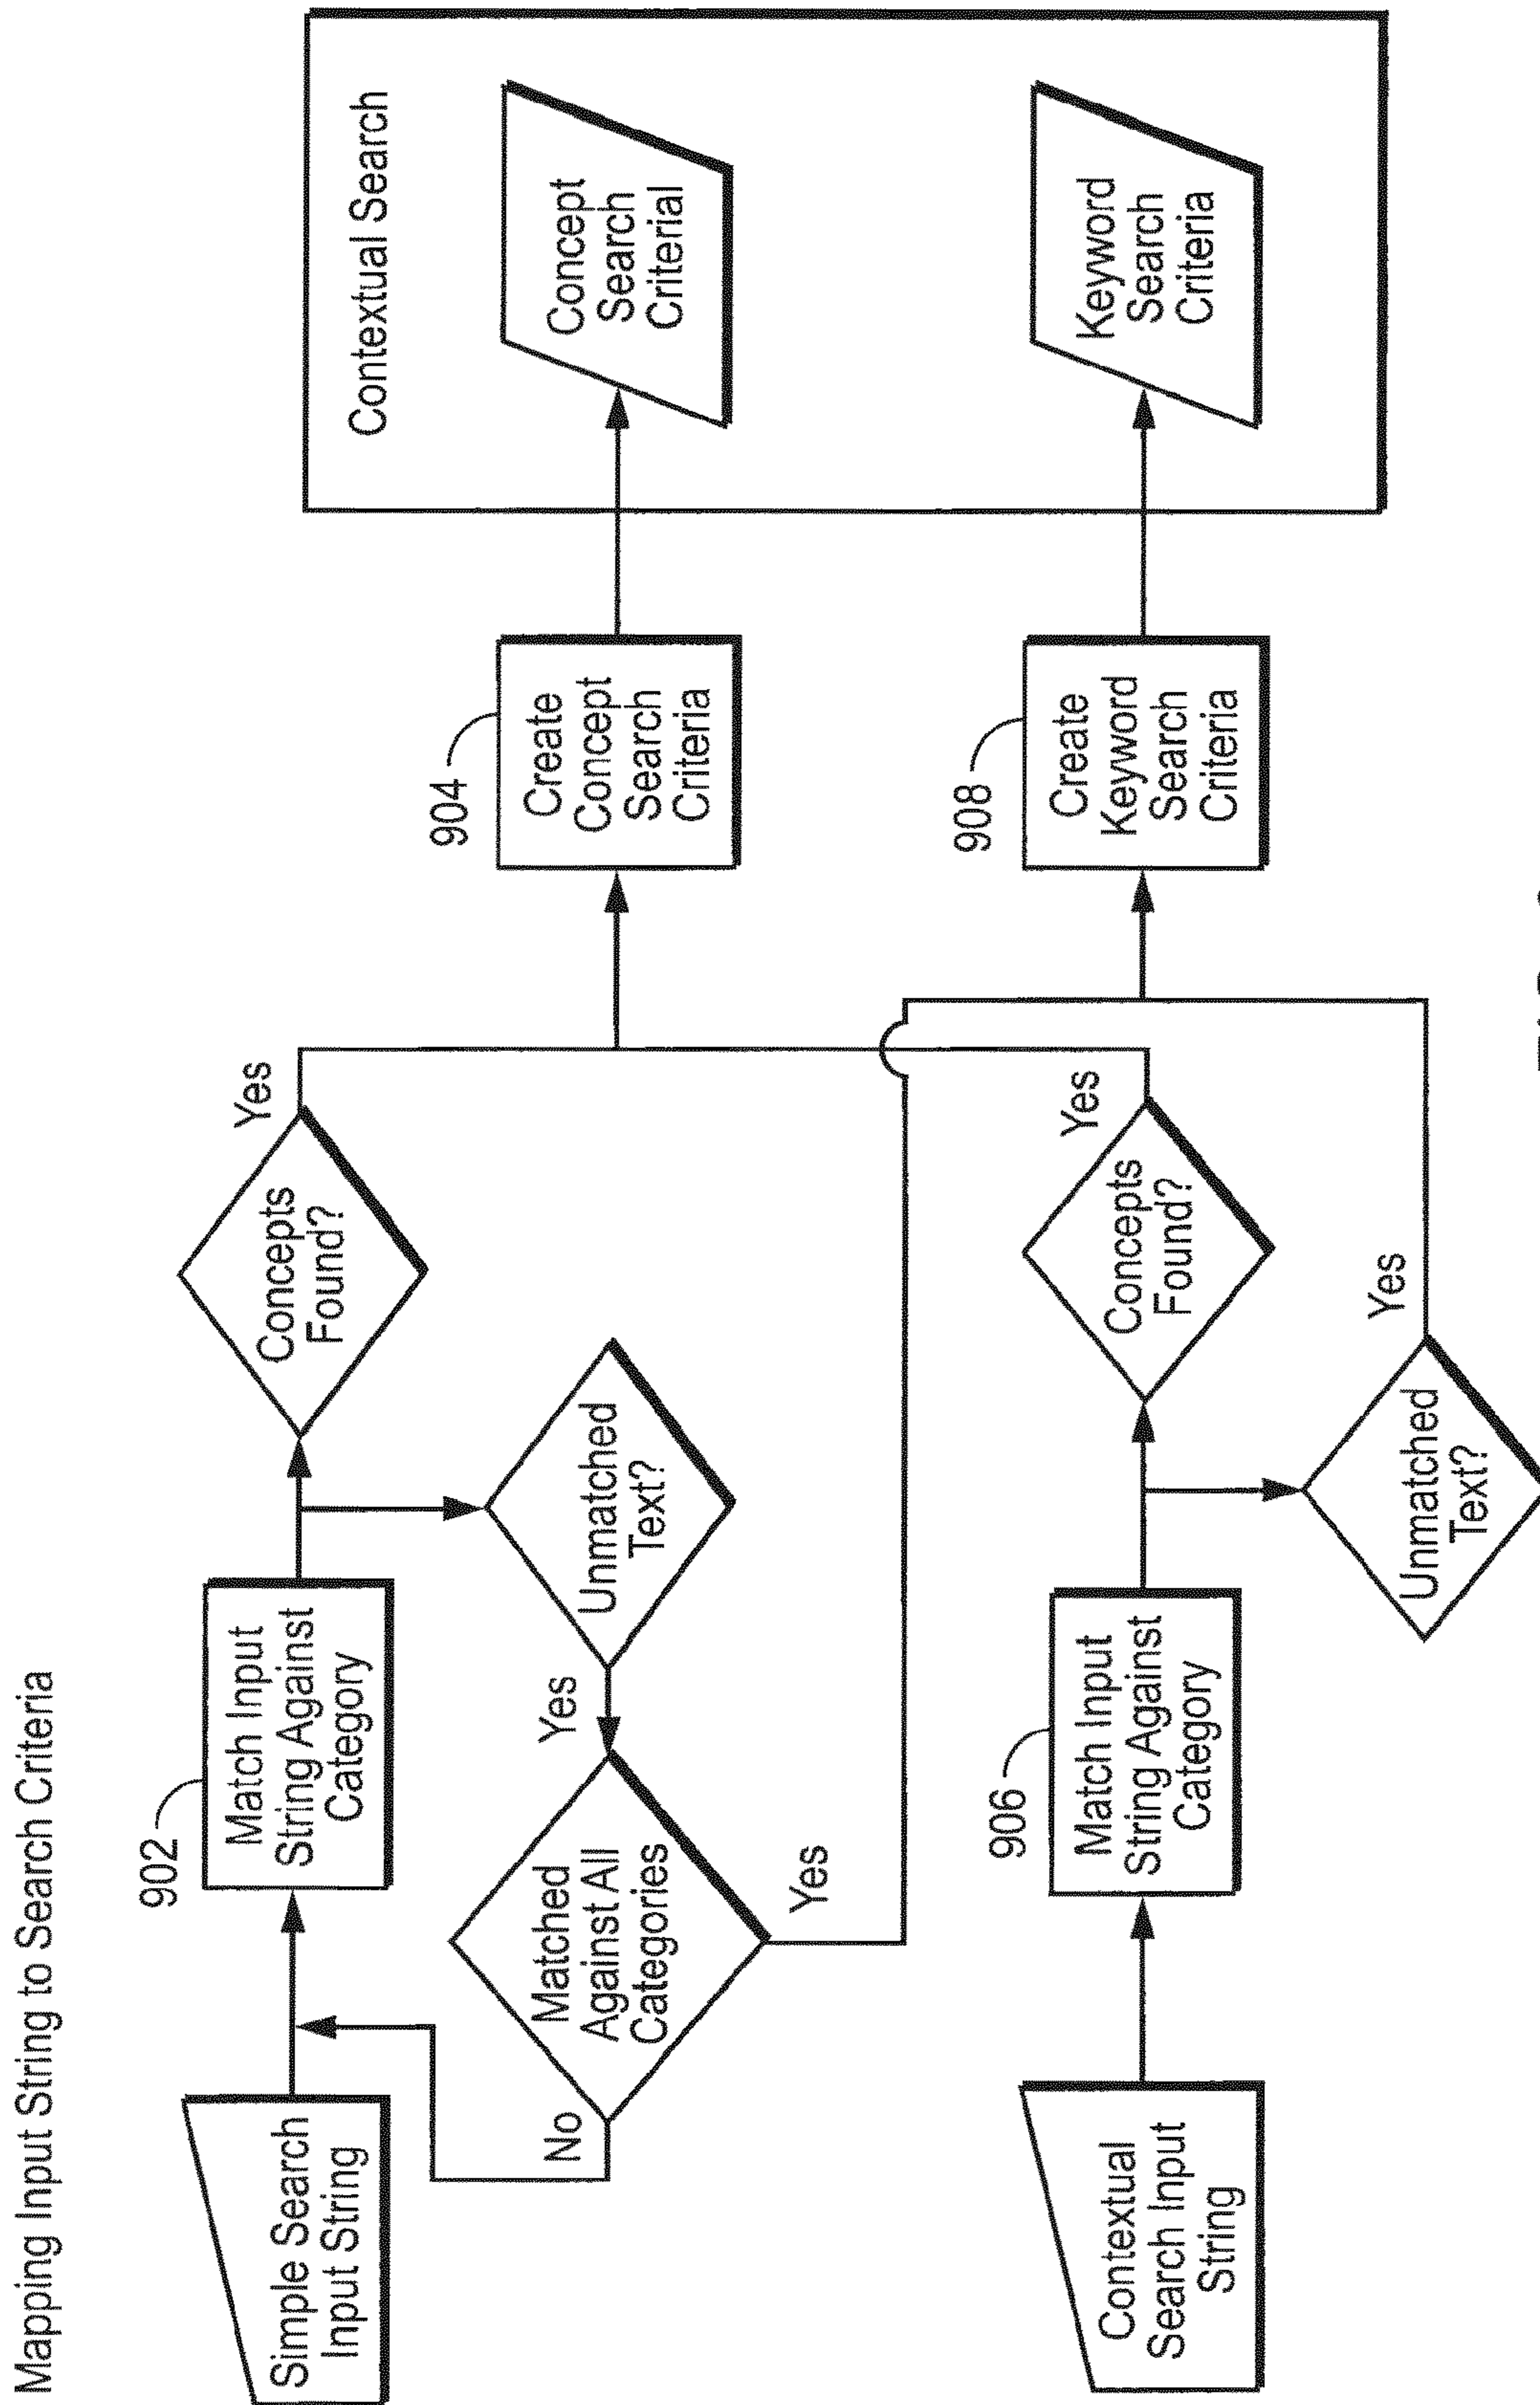 Mapping Input String to Search Criteria
Simple Search
Input String
902
Match Input
String Against
Category
Concepts
Found?
Yes
Unmatched
Text?
Yes
Matched
Against All
Categories
No
Yes
904
Create
Concept
Search
Criteria
Contextual Search
Concept
Search
Criterial
Contextual
Search Input
String
906
Match Input
String Against
Category
Concepts
Found?
Yes
Unmatched
Text?
Yes
908
Create
Keyword
Search
Criteria
Keyword
Search
Criteria